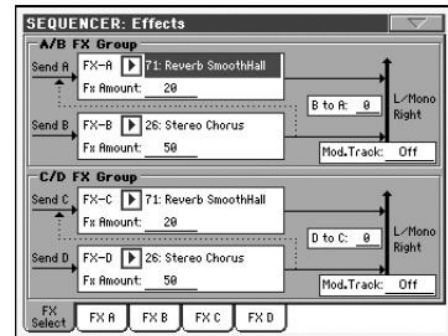 SEQUENCER: Effects
A/B FX Group
Send A
FX-A 71: Reverb SmoothHall
Fx Amount: 20
B to A: 0
L/Mono
Right
Send B
FX-B 26: Stereo Chorus
Fx Amount: 50
Mod.Track: Off
C/D FX Group
Send C
FX-C 71: Reverb SmoothHall
Fx Amount: 20
D to C: 0
L/Mono
Right
Send D
FX-D 26: Stereo Chorus
Fx Amount: 50
Mod.Track: Off
FX Select
FX A
FX B
FX C
FX D